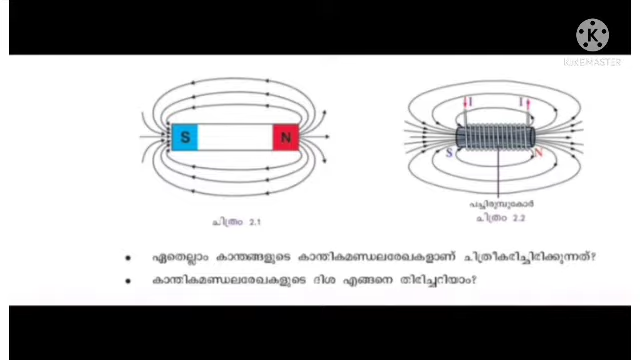 K
KINEMASTER
S
N
I
I
S
N
പച്ചിരുമ്പുകോർ
ചിത്രം 2.1
ചിത്രം 2.2
• ഏതെല്ലാം കാന്തങ്ങളുടെ കാന്തികമണ്ഡലരേഖകളാണ് ചിത്രീകരിച്ചിരിക്കുന്നത്?
• കാന്തികമണ്ഡലരേഖകളുടെ ദിശ എങ്ങനെ തിരിച്ചറിയാം?